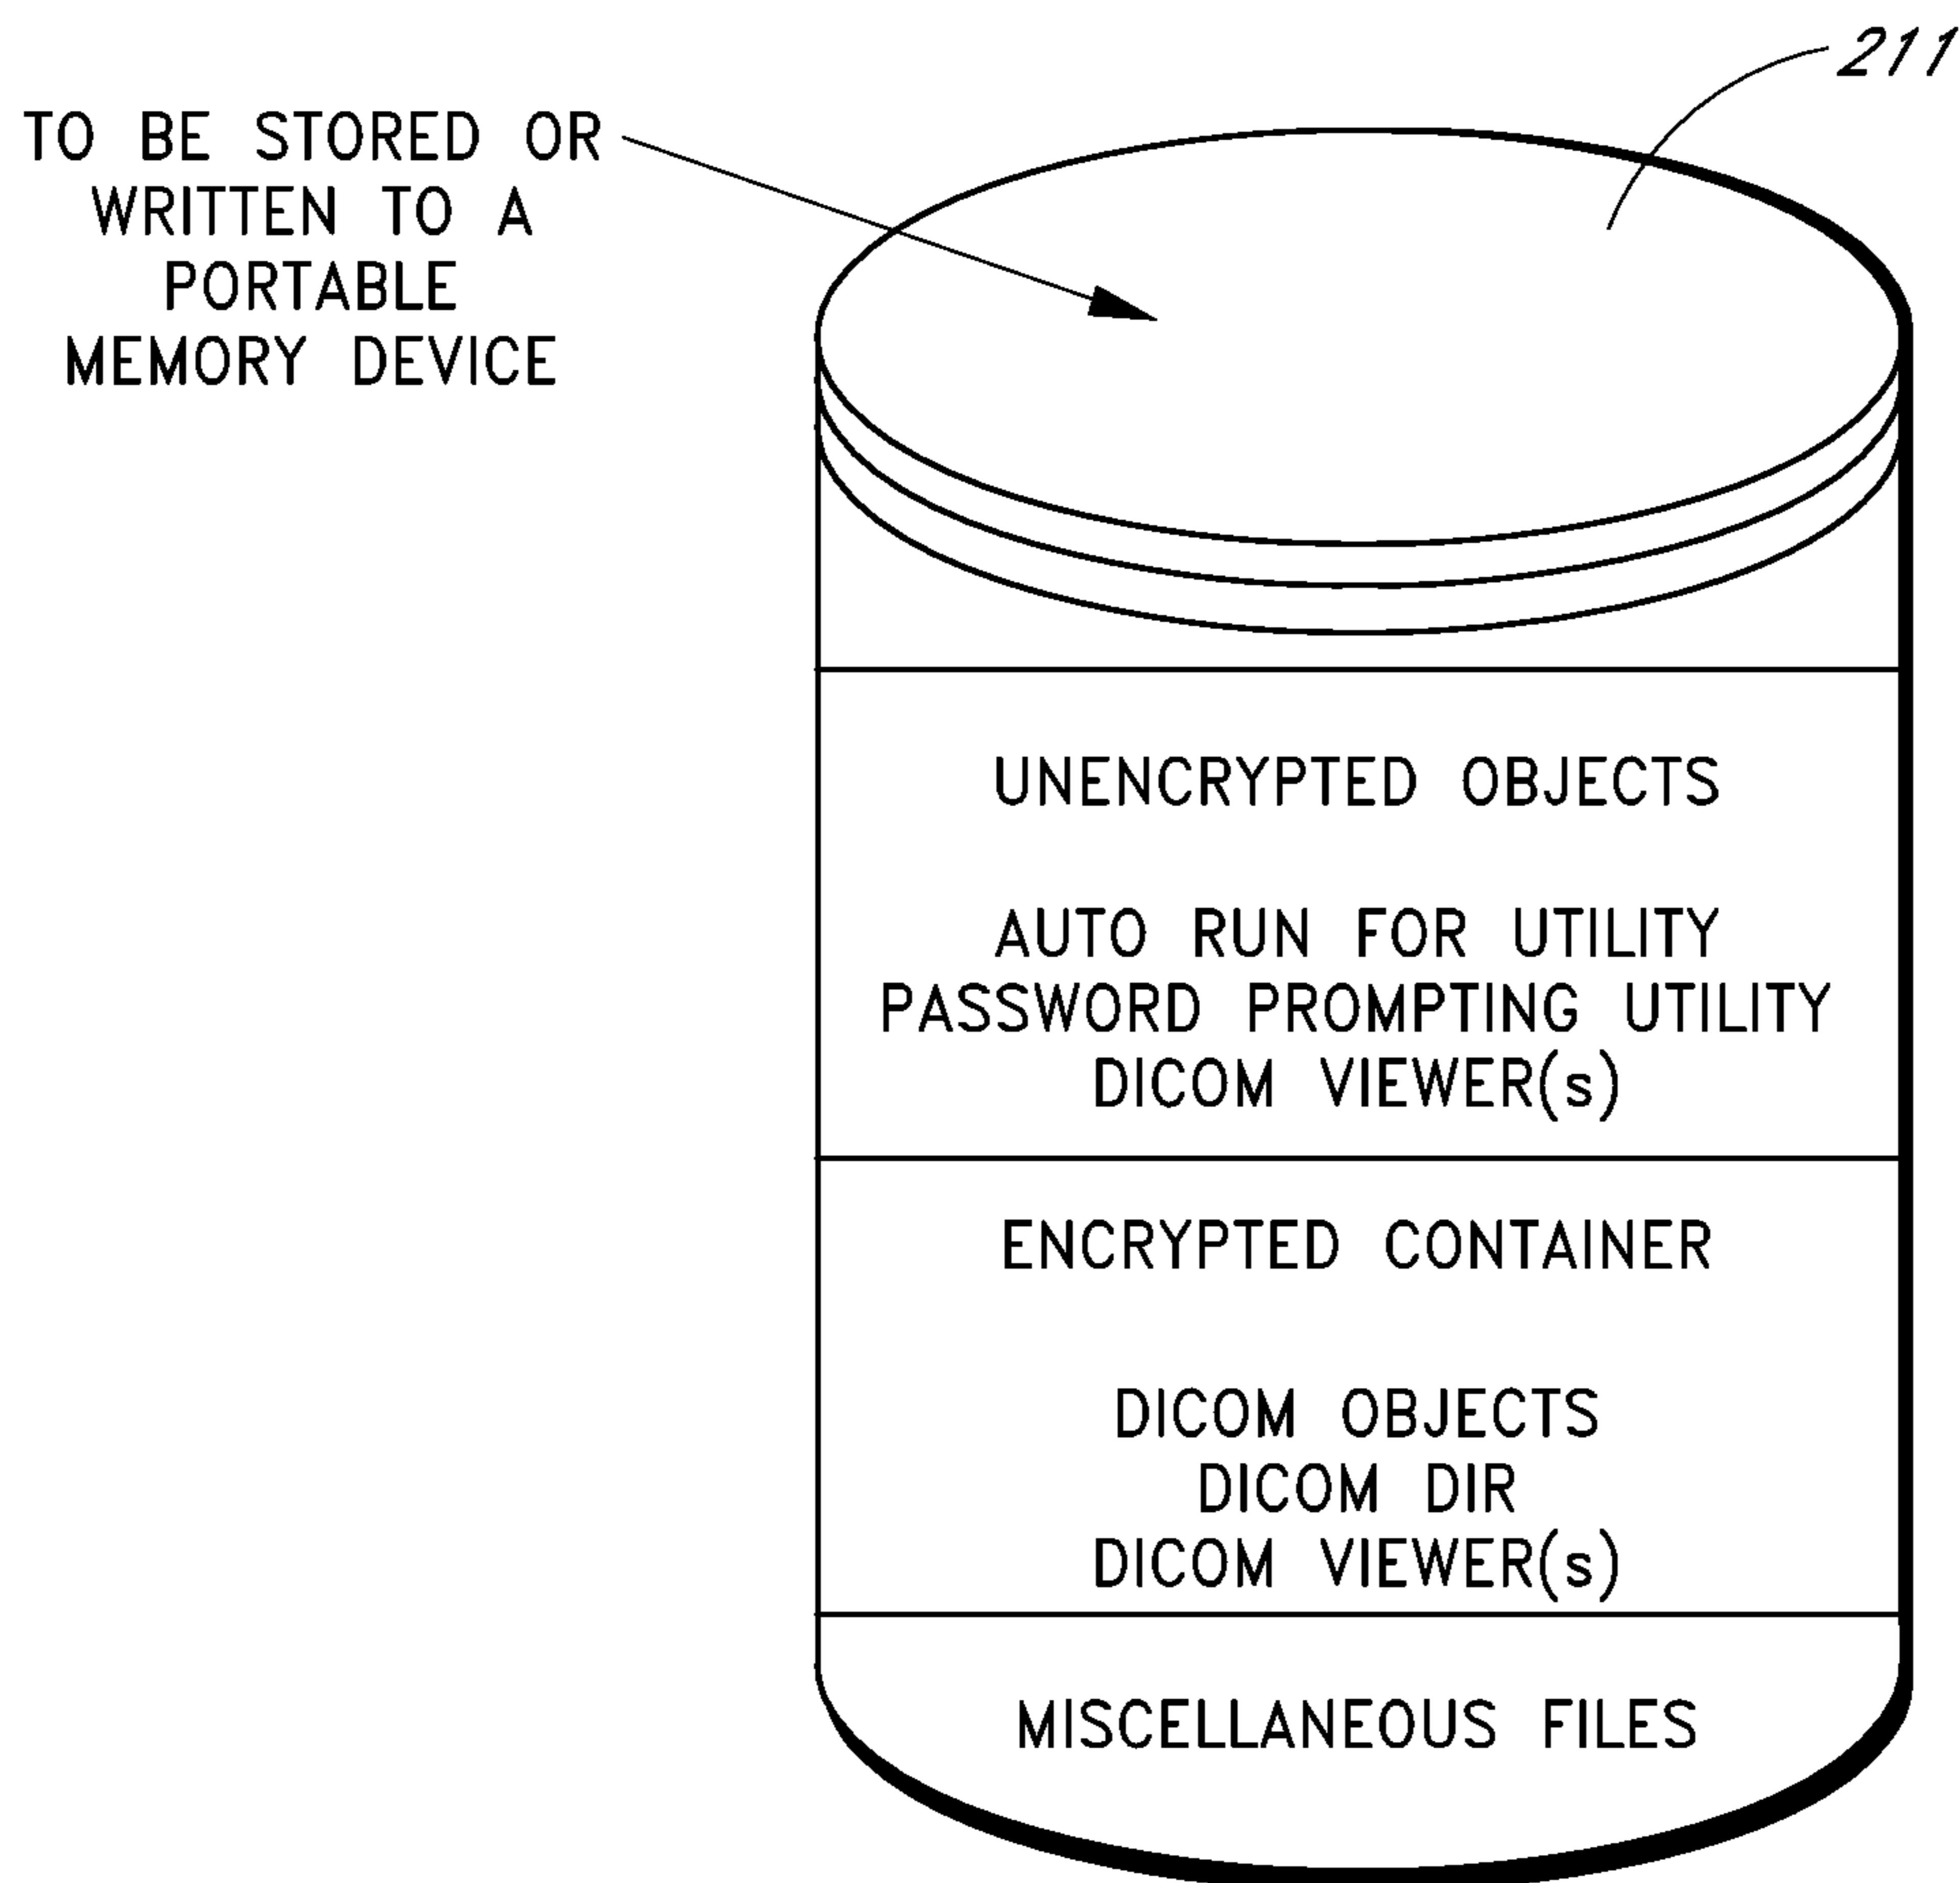 211
TO BE STORED OR
WRITTEN TO A
PORTABLE
MEMORY DEVICE
UNENCRYPTED OBJECTS
AUTO RUN FOR UTILITY
PASSWORD PROMPTING UTILITY
DICOM VIEWER(s)
ENCRYPTED CONTAINER
DICOM OBJECTS
DICOM DIR
DICOM VIEWER(s)
MISCELLANEOUS FILES